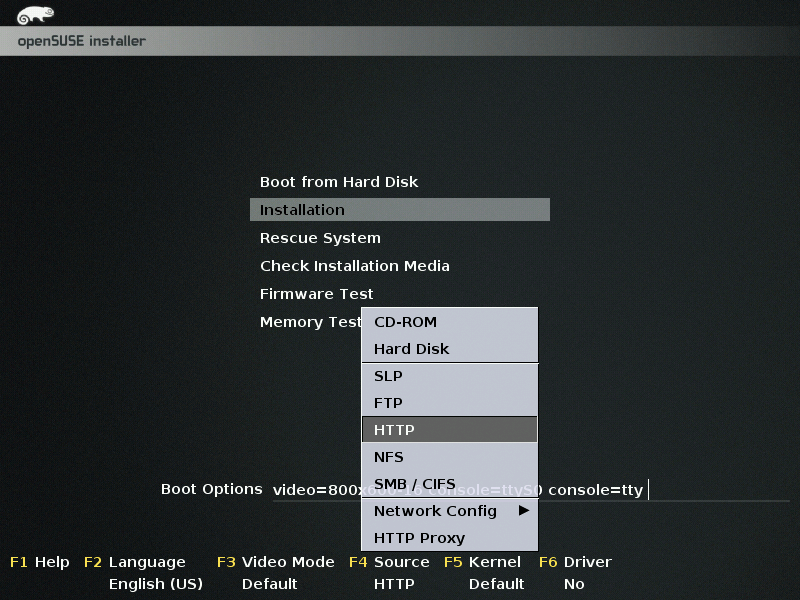 openSUSE installer
Boot from Hard Disk
Installation
Rescue System
Check Installation Media
Firmware Test
Memory Test
CD-ROM
Hard Disk
SLP
FTP
HTTP
NFS
SMB / CIFS
Network Config
HTTP Proxy
Boot Options video=800x600-16 console=ttyS0 console=tty
F1 Help F2 Language F3 Video Mode F4 Source F5 Kernel F6 Driver
English (US) Default HTTP Default No